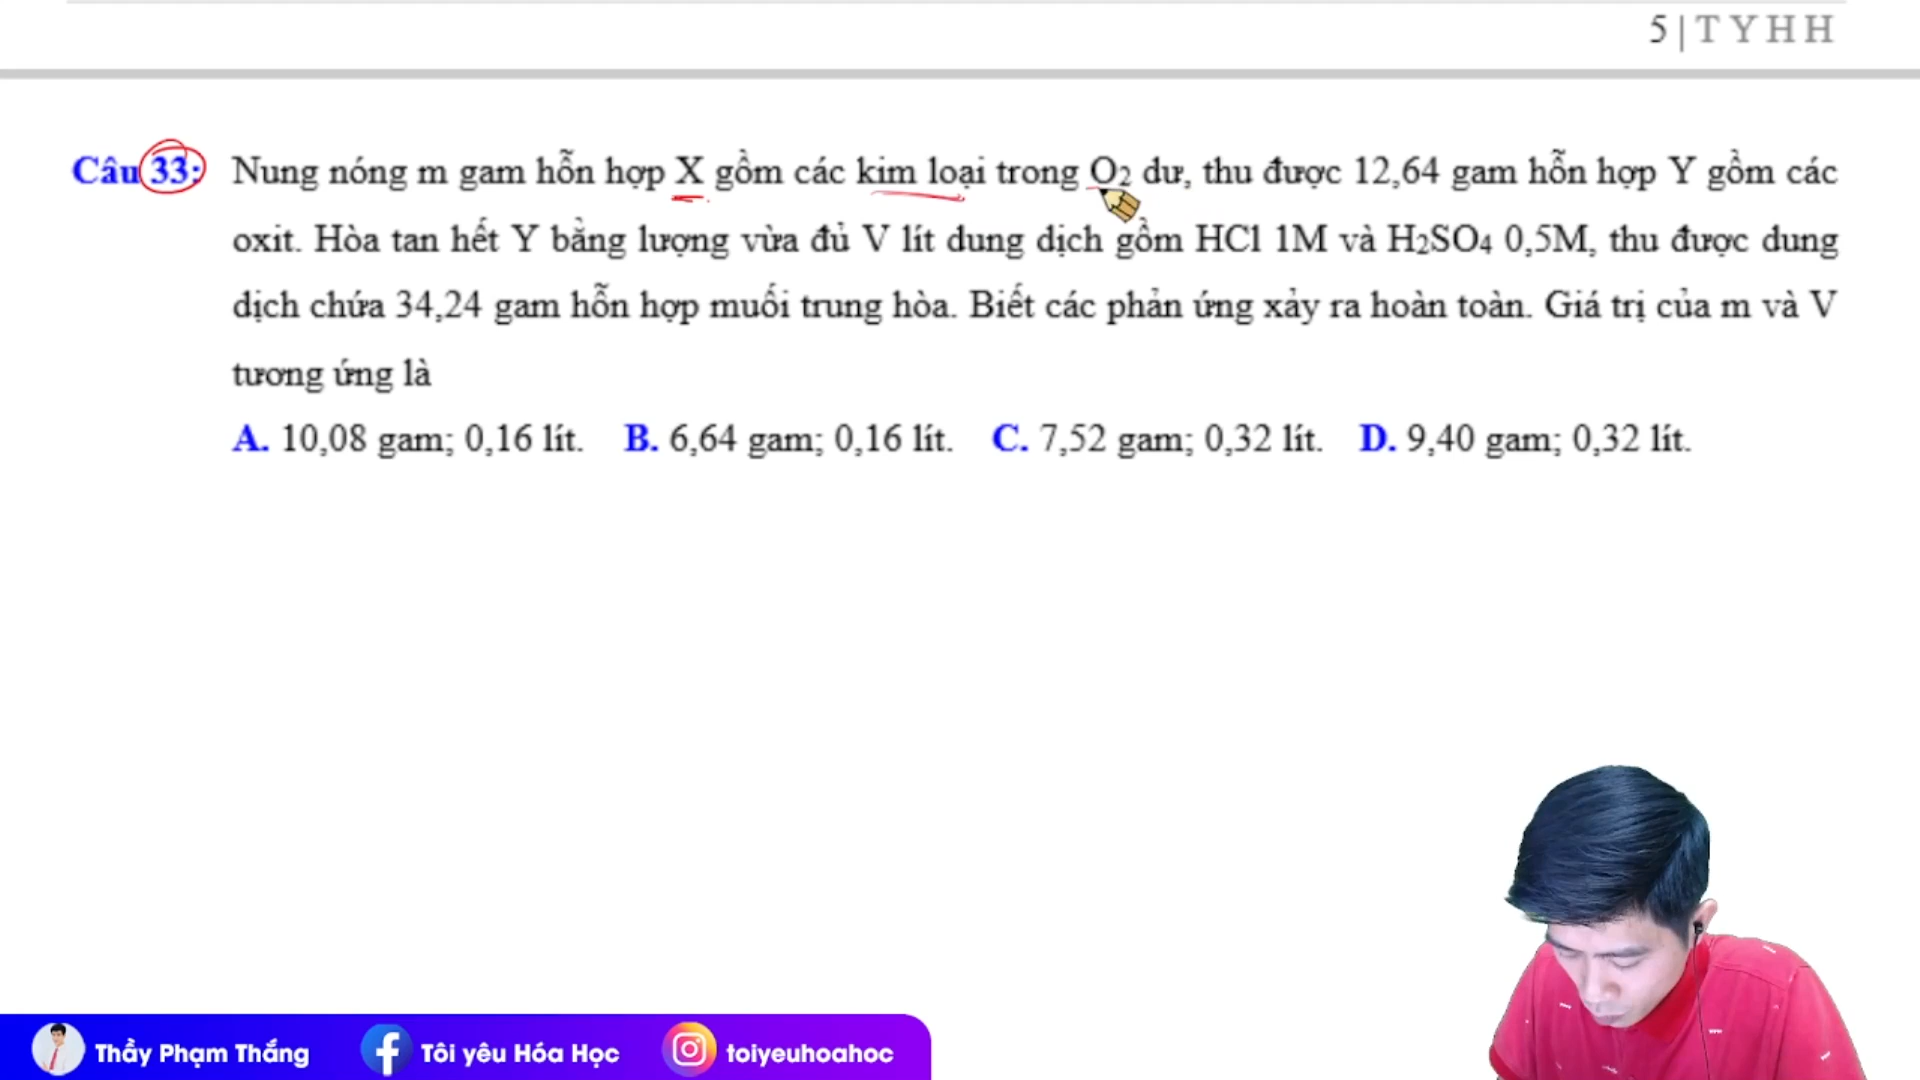 5 | T Y H H
Câu 33: Nung nóng m gam hỗn hợp X gồm các kim loại trong O2 dư, thu được 12,64 gam hỗn hợp Y gồm các
oxit. Hòa tan hết Y bằng lượng vừa đủ V lít dung dịch gồm HCl 1M và H2SO4 0,5M, thu được dung
dịch chứa 34,24 gam hỗn hợp muối trung hòa. Biết các phản ứng xảy ra hoàn toàn. Giá trị của m và V
tương ứng là
A. 10,08 gam; 0,16 lít. B. 6,64 gam; 0,16 lít. C. 7,52 gam; 0,32 lít. D. 9,40 gam; 0,32 lít.
Thầy Phạm Thắng Tôi yêu Hóa Học toiyeuhoahoc